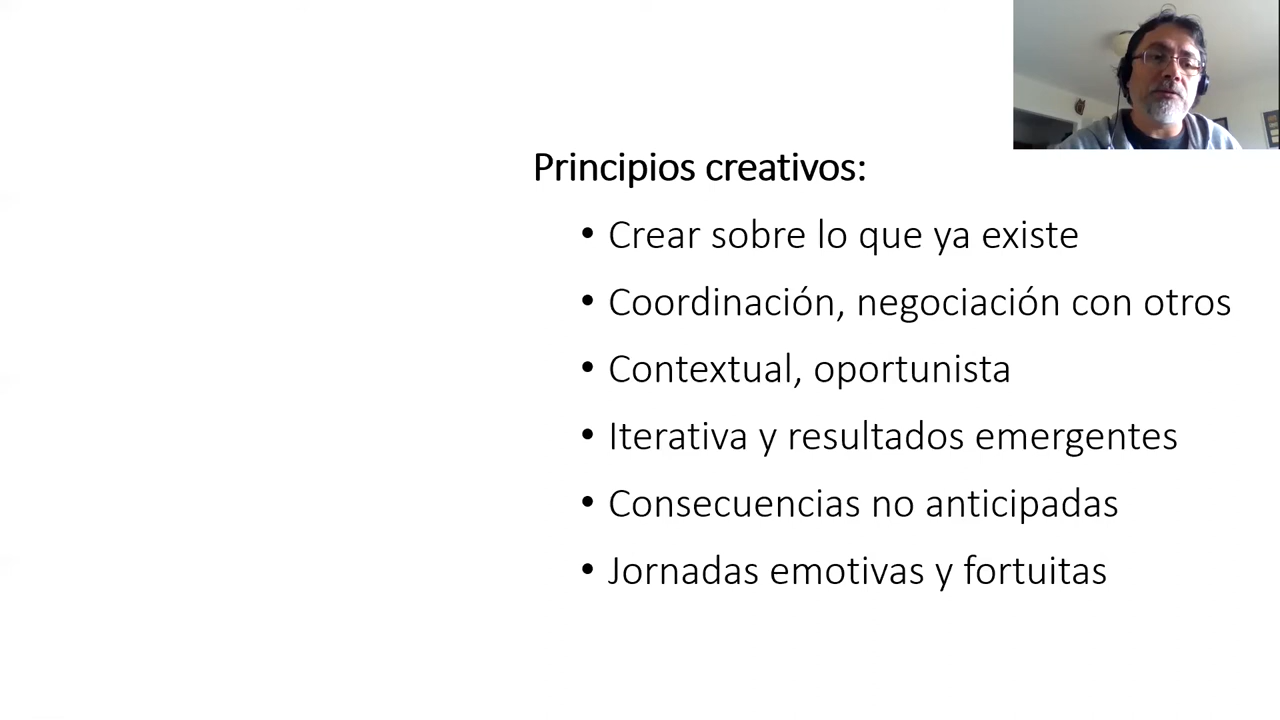 Principios creativos:
• Crear sobre lo que ya existe
• Coordinación, negociación con otros
• Contextual, oportunista
• Iterativa y resultados emergentes
• Consecuencias no anticipadas
• Jornadas emotivas y fortuitas